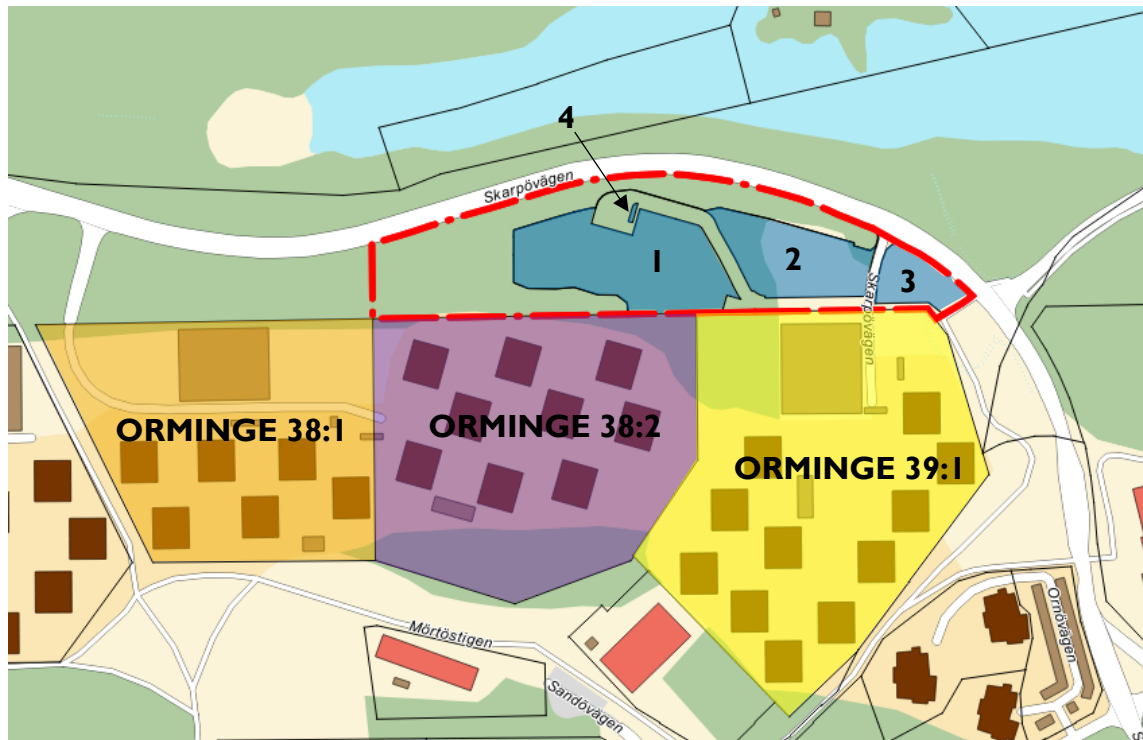 4
Skarpövägen
1
2
3
Skarpövägen
ORMINGE 38:1
ORMINGE 38:2
ORMINGE 39:1
Mörtöstigen
Sandövägen
Ornövägen
S